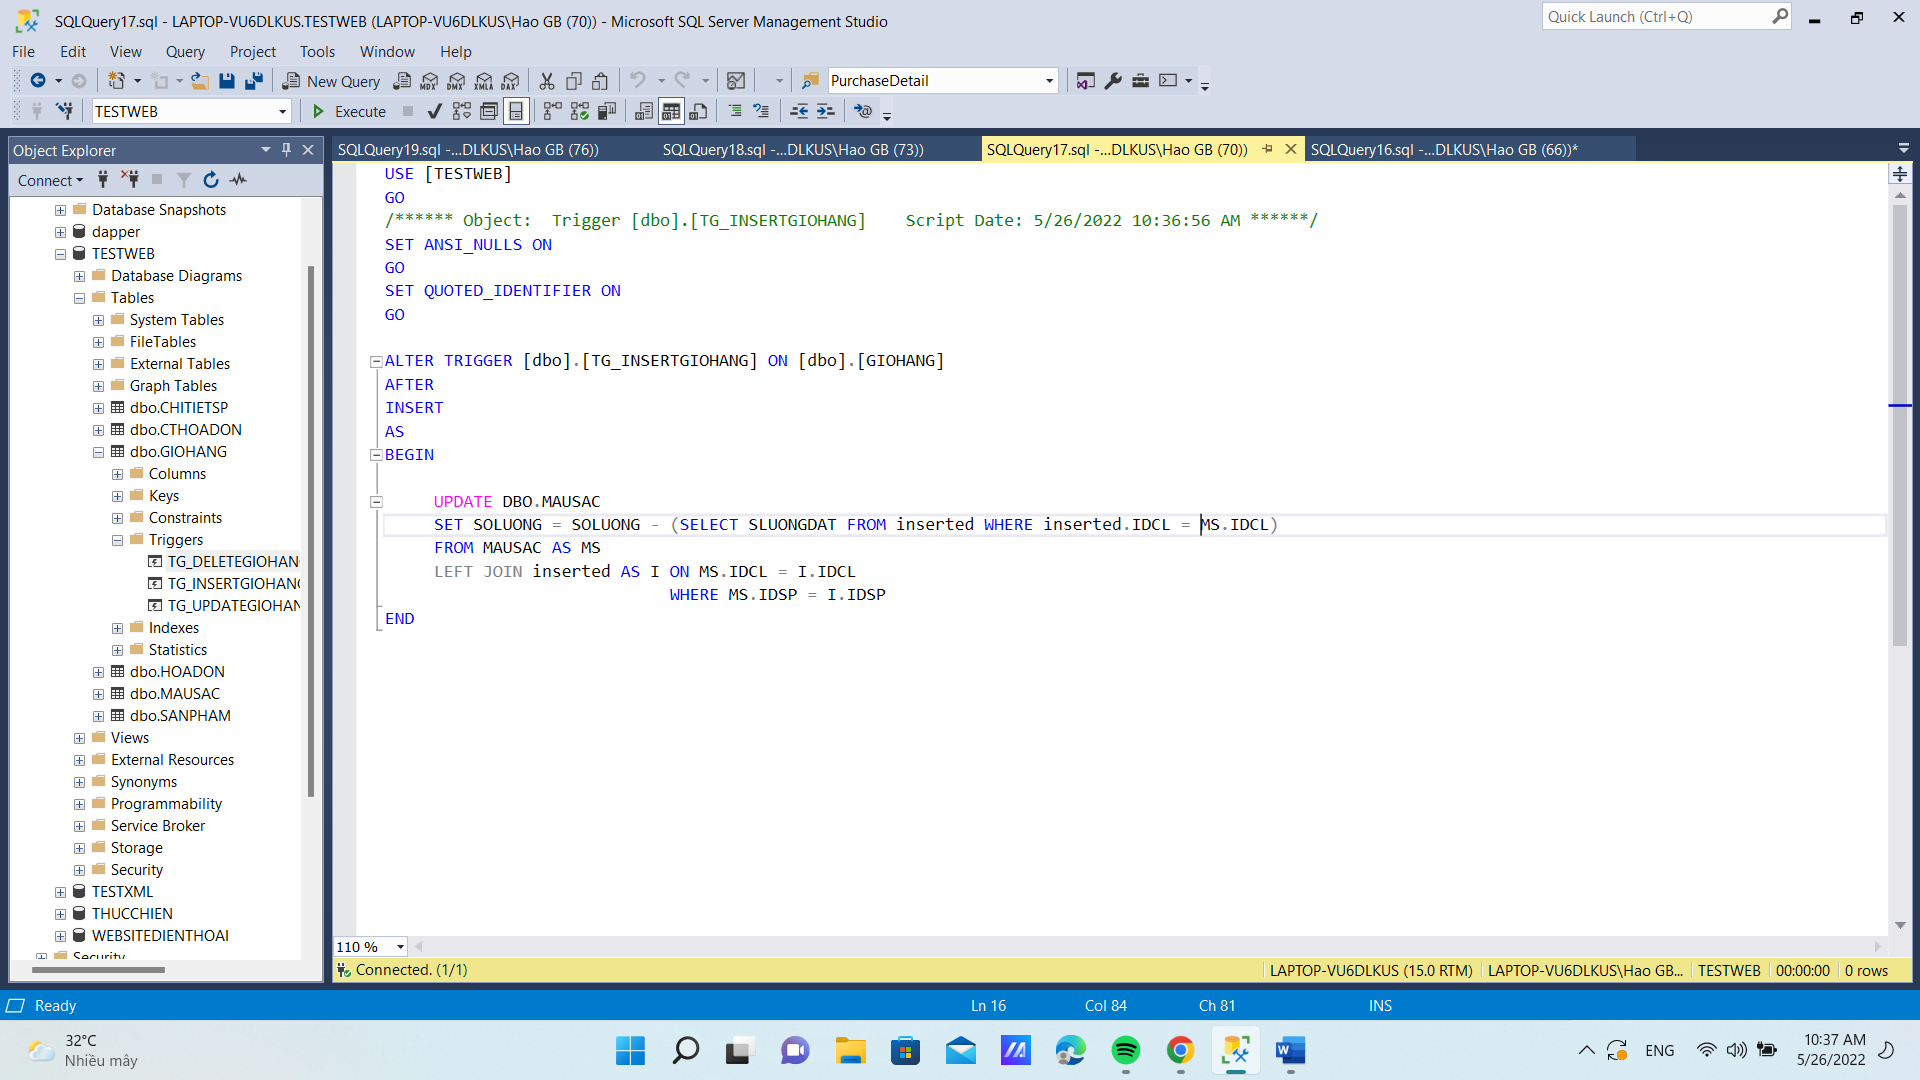 SQLQuery17.sql - LAPTOP-VU6DLKUS.TESTWEB (LAPTOP-VU6DLKUS\Hao GB (70)) - Microsoft SQL Server Management Studio
Quick Launch (Ctrl+Q)
File Edit View Query Project Tools Window Help
New Query MDX DMX XMLA DAX PurchaseDetail
TESTWEB Execute
Object Explorer
Connect
Database Snapshots
dapper
TESTWEB
Database Diagrams
Tables
System Tables
FileTables
External Tables
Graph Tables
dbo.CHITIETSP
dbo.CTHOADON
dbo.GIOHANG
Columns
Keys
Constraints
Triggers
TG_DELETEGIOHAN
TG_INSERTGIOHANG
TG_UPDATEGIOHAN
Indexes
Statistics
dbo.HOADON
dbo.MAUSAC
dbo.SANPHAM
Views
External Resources
Synonyms
Programmability
Service Broker
Storage
Security
TESTXML
THUCCHIEN
WEBSITEDIENTHOAI
Security
SQLQuery19.sql -...DLKUS\Hao GB (76)) SQLQuery18.sql -...DLKUS\Hao GB (73)) SQLQuery17.sql -...DLKUS\Hao GB (70)) SQLQuery16.sql -...DLKUS\Hao GB (66))*
USE [TESTWEB]
GO
/****** Object:  Trigger [dbo].[TG_INSERTGIOHANG]    Script Date: 5/26/2022 10:36:56 AM ******/
SET ANSI_NULLS ON
GO
SET QUOTED_IDENTIFIER ON
GO
ALTER TRIGGER [dbo].[TG_INSERTGIOHANG] ON [dbo].[GIOHANG]
AFTER
INSERT
AS
BEGIN
UPDATE DBO.MAUSAC
SET SOLUONG = SOLUONG - (SELECT SLUONGDAT FROM inserted WHERE inserted.IDCL = MS.IDCL)
FROM MAUSAC AS MS
LEFT JOIN inserted AS I ON MS.IDCL = I.IDCL
WHERE MS.IDSP = I.IDSP
END
110 %
Connected. (1/1) LAPTOP-VU6DLKUS (15.0 RTM) LAPTOP-VU6DLKUS\Hao GB... TESTWEB 00:00:00 0 rows
Ready Ln 16 Col 84 Ch 81 INS
32°C
Nhiều mây
ENG
10:37 AM
5/26/2022